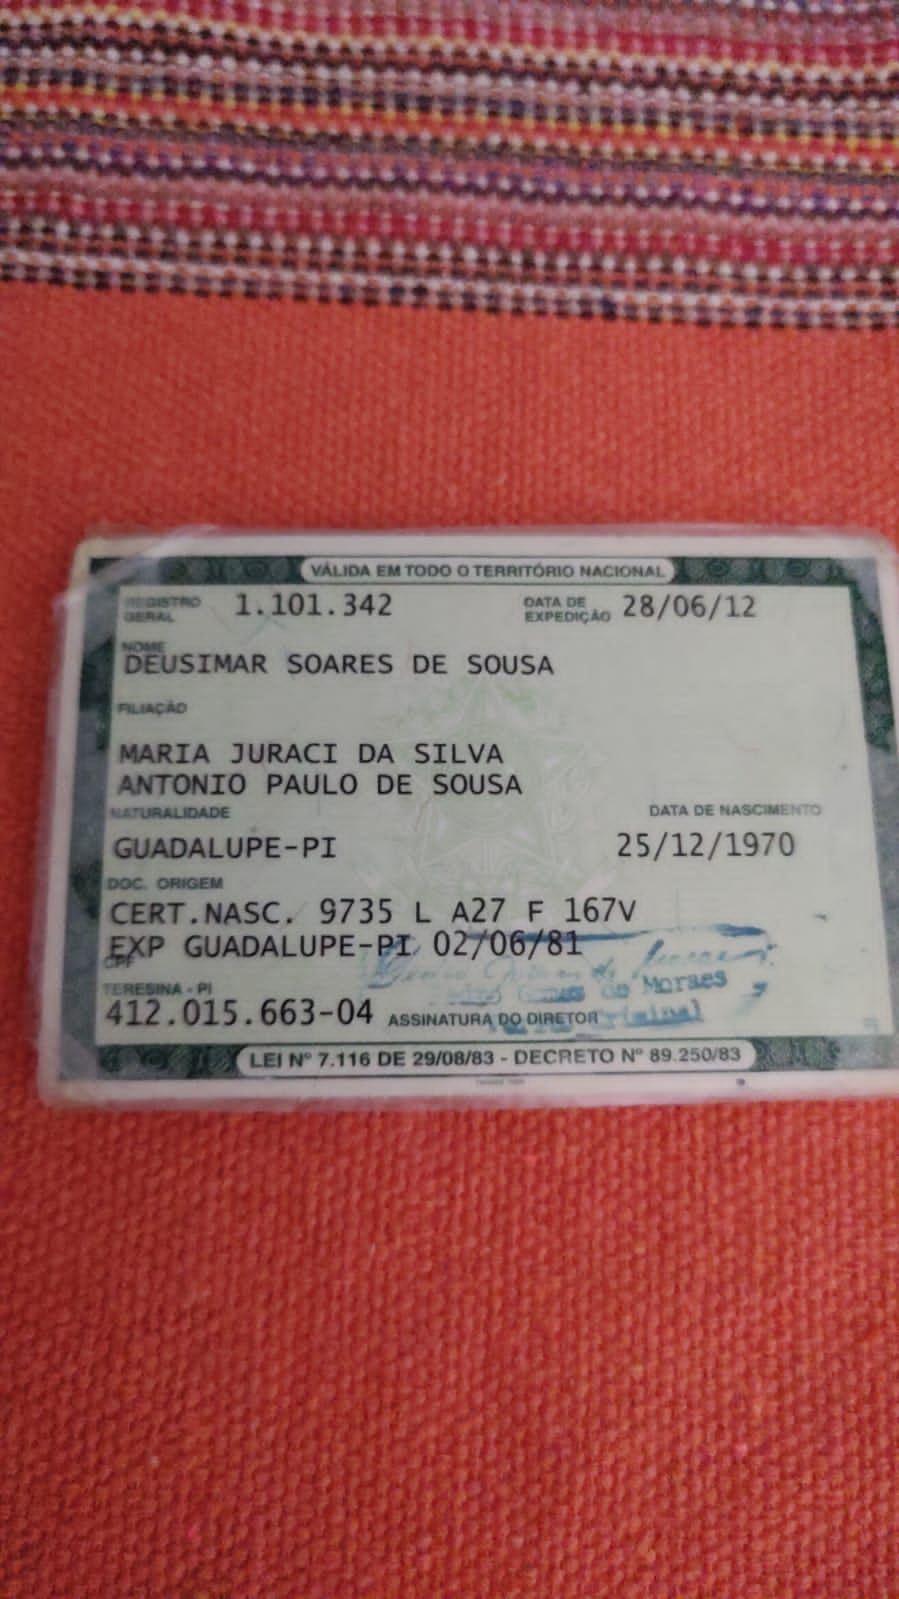 VÁLIDA EM TODO O TERRITÓRIO NACIONAL
REGISTRO GERAL 1.101.342 DATA DE EXPEDIÇÃO 28/06/12
NOME
DEUSIMAR SOARES DE SOUSA
FILIAÇÃO
MARIA JURACI DA SILVA
ANTONIO PAULO DE SOUSA
NATURALIDADE DATA DE NASCIMENTO
GUADALUPE-PI 25/12/1970
DOC. ORIGEM
CERT.NASC. 9735 L A27 F 167V
EXP GUADALUPE-PI 02/06/81
CPF
TERESINA - PI de Moraes
412.015.663-04 ASSINATURA DO DIRETOR
LEI Nº 7.116 DE 29/08/83 - DECRETO Nº 89.250/83